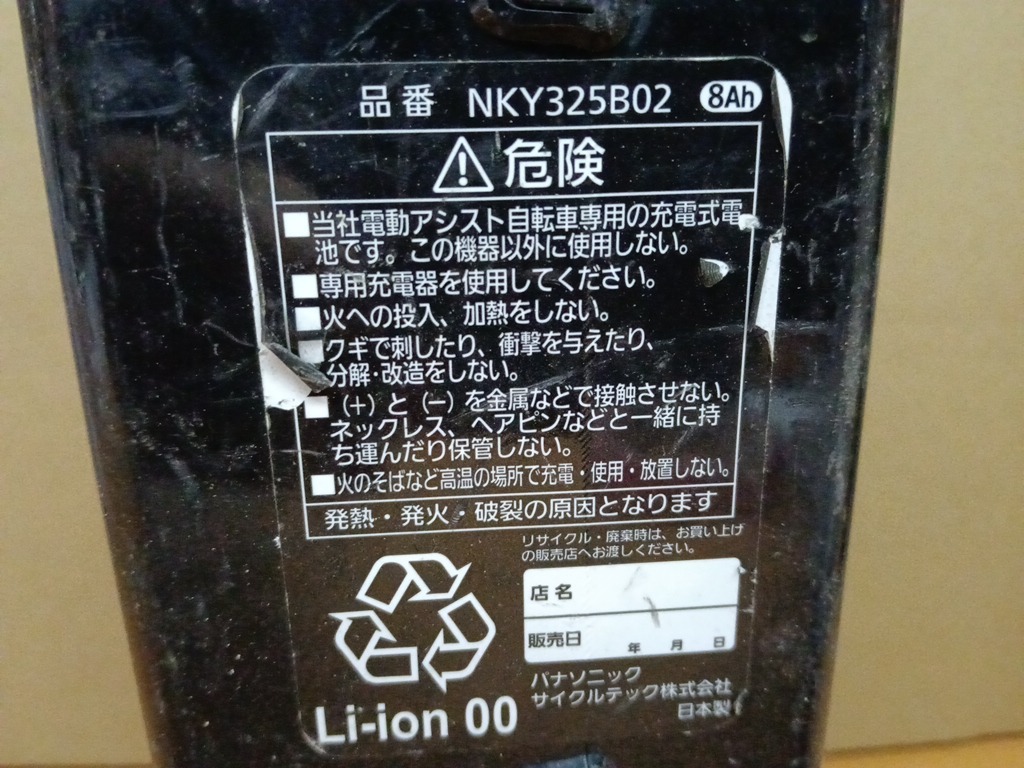 品番 NKY325B02 8Ah
危険
■当社電動アシスト自転車専用の充電式電
池です。この機器以外に使用しない。
■専用充電器を使用してください。
■火への投入、加熱をしない。
■クギで刺したり、衝撃を与えたり、
分解・改造をしない。
■(+)と(−)を金属などで接触させない。
ネックレス、ヘアピンなどと一緒に持
ち運んだり保管しない。
■火のそばなど高温の場所で充電・使用・放置しない。
発熱・発火・破裂の原因となります
リサイクル・廃棄時は、お買い上げ
の販売店へお渡しください。
店名
販売日 年 月 日
パナソニック
サイクルテック株式会社
日本製
Li-ion 00